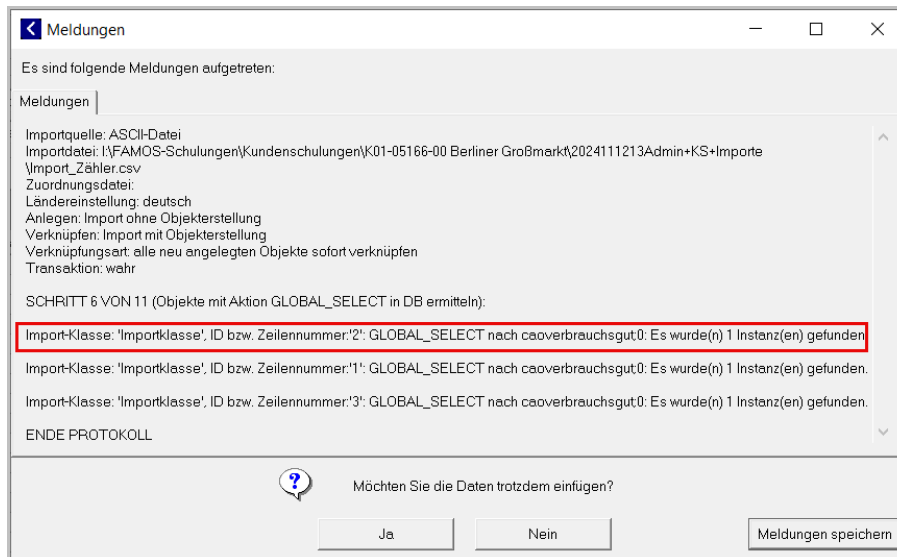 Meldungen
Es sind folgende Meldungen aufgetreten:
Meldungen
Importquelle: ASCII-Datei
Importdatei: I:\FAMOS-Schulungen\Kundenschulungen\K01-05166-00 Berliner Großmarkt\2024111213Admin+KS+Importe
\Import_Zähler.csv
Zuordnungsdatei:
Ländereinstellung: deutsch
Anlegen: Import ohne Objekterstellung
Verknüpfen: Import mit Objekterstellung
Verknüpfungsart: alle neu angelegten Objekte sofort verknüpfen
Transaktion: wahr
SCHRITT 6 VON 11 (Objekte mit Aktion GLOBAL_SELECT in DB ermitteln):
Import-Klasse: 'Importklasse', ID bzw. Zeilennummer:'2': GLOBAL_SELECT nach caoverbrauchsgut;0: Es wurde(n) 1 Instanz(en) gefunden
Import-Klasse: 'Importklasse', ID bzw. Zeilennummer:'1': GLOBAL_SELECT nach caoverbrauchsgut;0: Es wurde(n) 1 Instanz(en) gefunden.
Import-Klasse: 'Importklasse', ID bzw. Zeilennummer:'3': GLOBAL_SELECT nach caoverbrauchsgut;0: Es wurde(n) 1 Instanz(en) gefunden.
ENDE PROTOKOLL
Möchten Sie die Daten trotzdem einfügen?
Ja
Nein
Meldungen speichern